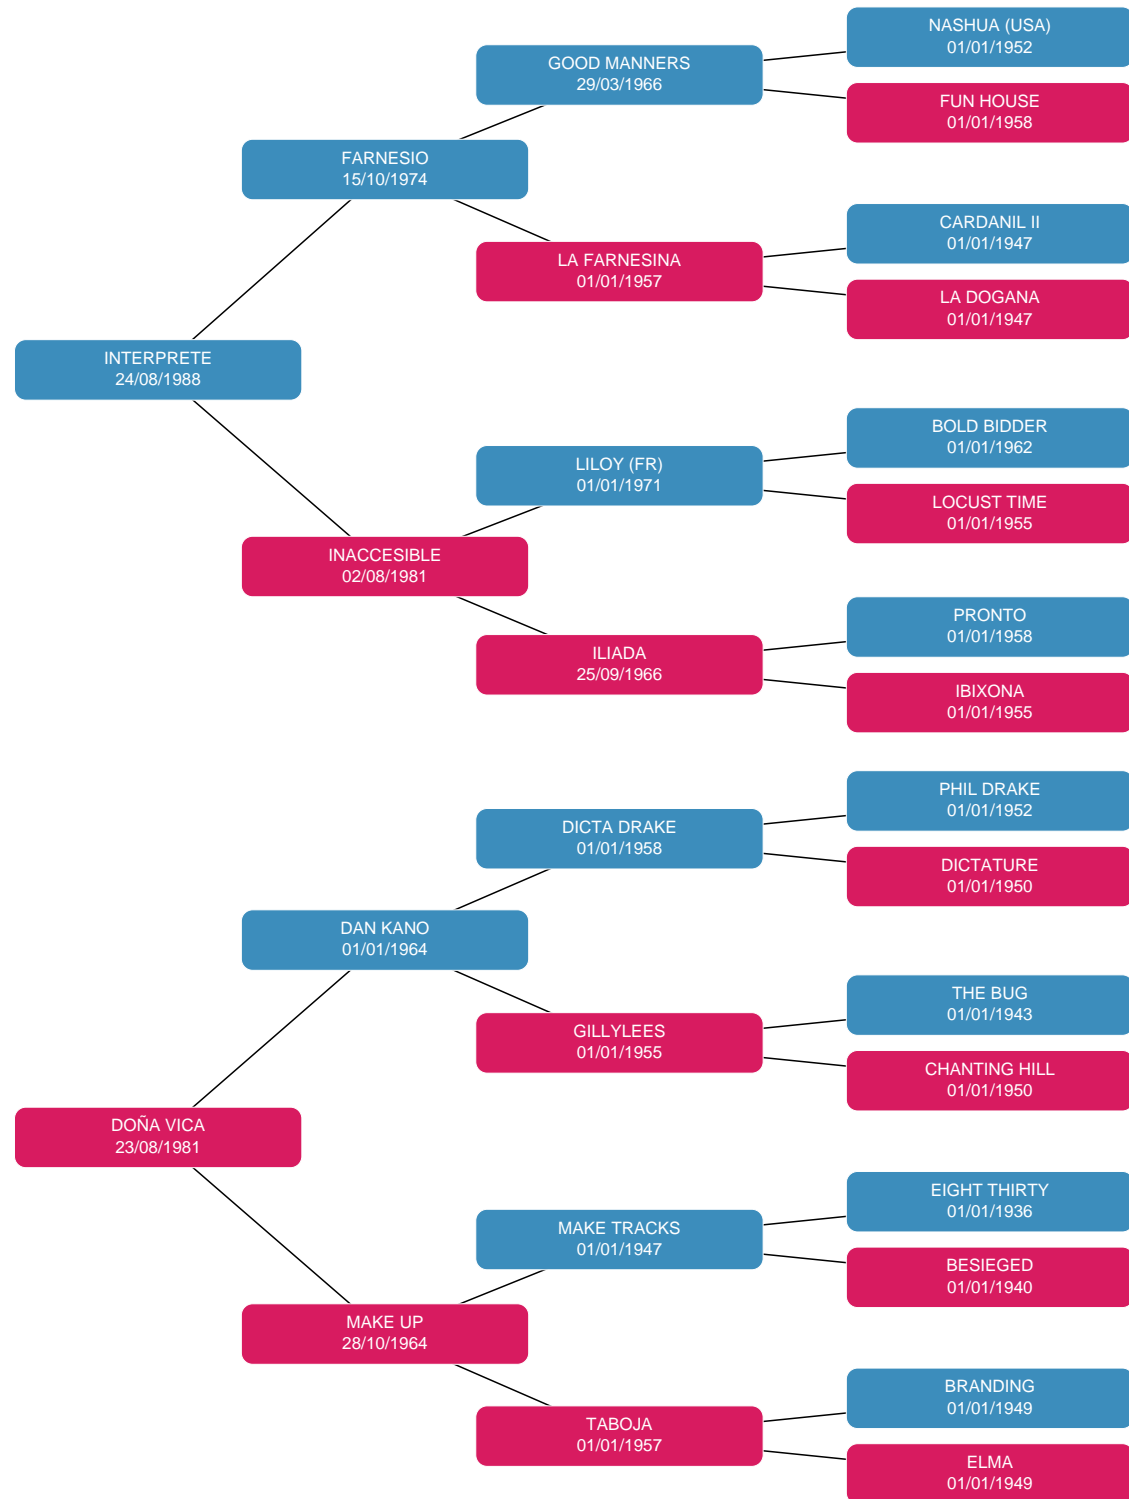 NASHUA (USA)
01/01/1952
GOOD MANNERS
29/03/1966
FUN HOUSE
01/01/1958
FARNESIO
15/10/1974
CARDANIL II
01/01/1947
LA FARNESINA
01/01/1957
LA DOGANA
01/01/1947
INTERPRETE
24/08/1988
BOLD BIDDER
01/01/1962
LILOY (FR)
01/01/1971
LOCUST TIME
01/01/1955
INACCESIBLE
02/08/1981
PRONTO
01/01/1958
ILIADA
25/09/1966
IBIXONA
01/01/1955
PHIL DRAKE
01/01/1952
DICTA DRAKE
01/01/1958
DICTATURE
01/01/1950
DAN KANO
01/01/1964
THE BUG
01/01/1943
GILLYLEES
01/01/1955
CHANTING HILL
01/01/1950
DOÑA VICA
23/08/1981
EIGHT THIRTY
01/01/1936
MAKE TRACKS
01/01/1947
BESIEGED
01/01/1940
MAKE UP
28/10/1964
BRANDING
01/01/1949
TABOJA
01/01/1957
ELMA
01/01/1949